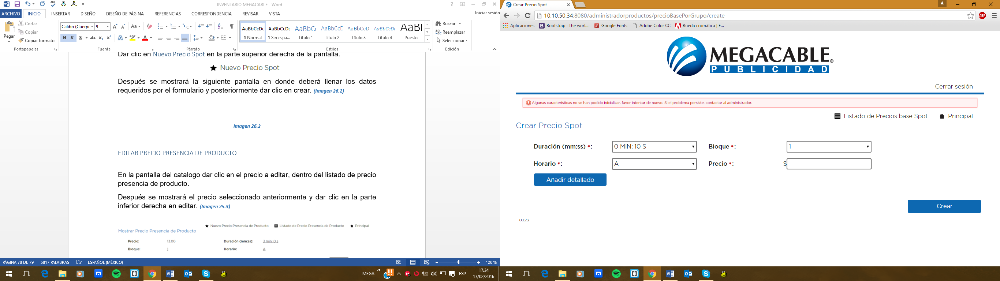 INVENTARIO MEGACABLE - Word
ARCHIVO INICIO INSERTAR DISEÑO DISEÑO DE PÁGINA REFERENCIAS CORRESPONDENCIA REVISAR VISTA Iniciar sesión
Pegar
Cortar
Copiar
Copiar formato
Portapapeles
Calibri (Cuerpo 9
N K S abc x₂ x²
Fuente
Párrafo
AaBbCcDc AaBbCcDc AaBbCc AaBbCcE AaBbCcD AaBbCcDc AaBl
¶ Normal ¶ Sin espa... Título 1 Título 2 Título 3 Título 4 Puesto
Estilos
Buscar
Reemplazar
Seleccionar
Edición
Dar clic en Nuevo Precio Spot en la parte superior derecha de la pantalla.
Nuevo Precio Spot
Después se mostrará la siguiente pantalla en donde deberá llenar los datos
requeridos por el formulario y posteriormente dar clic en crear. (Imagen 26.2)
Imagen 26.2
EDITAR PRECIO PRESENCIA DE PRODUCTO
En la pantalla del catalogo dar clic en el precio a editar, dentro del listado de precio
presencia de producto.
Después se mostrará el precio seleccionado anteriormente y dar clic en la parte
inferior derecha en editar. (Imagen 25.3)
Nuevo Precio Presencia de Producto Listado de Precio Presencia de Producto Principal
Mostrar Precio Presencia de Producto
Precio: 13.00 Duración (mm:ss): 3 min: 0 s
Bloque: 1 Horario: A
PÁGINA 78 DE 79 5817 PALABRAS ESPAÑOL (MÉXICO) 120 %
MEGA » ESP 17:34
17/02/2016
Crear Precio Spot
10.10.50.34:8080/administradorproductos/precioBasePorGrupo/create
ABP
Aplicaciones Bootstrap · The worl... Google Fonts Adobe Color CC Rueda cromática | E...
MEGACABLE®
PUBLICIDAD
Cerrar sesión
Algunas características no se han podido inicializar, favor intentar de nuevo. Si el problema persiste, contactar al administrador.
Listado de Precios base Spot Principal
Crear Precio Spot
Duración (mm:ss) *: 0 MIN: 10 S Bloque *: 1
Horario *: A Precio *: $
Añadir detallado
Crear
0.1.23